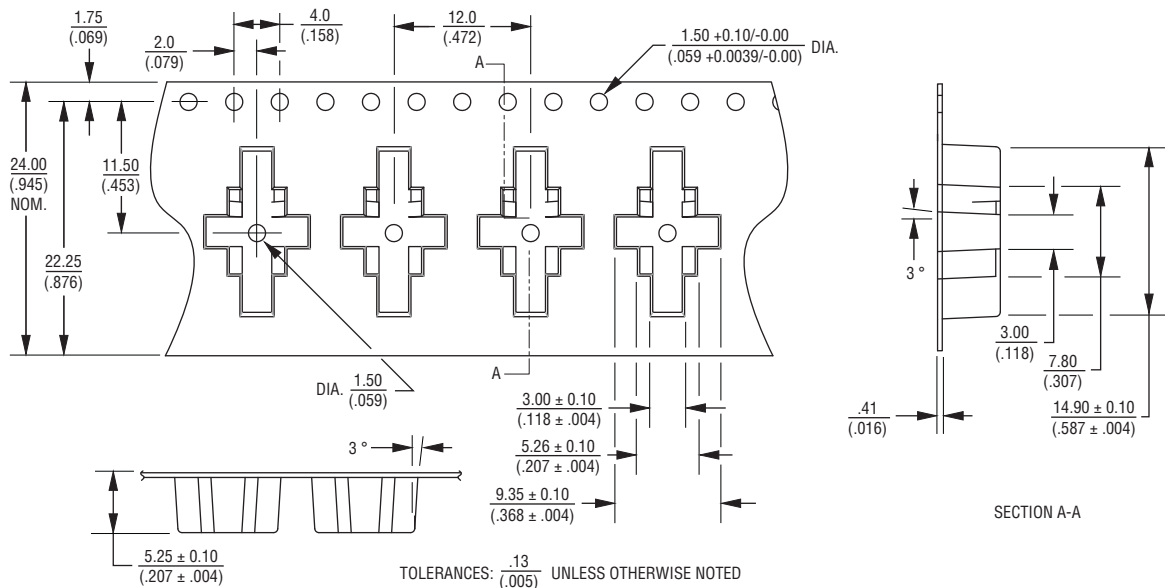 1.75
(.069)
4.0
(.158)
2.0
(.079)
12.0
(.472)
A
1.50 +0.10/-0.00
(.059 +0.0039/-0.00)
DIA.
24.00
(.945)
NOM.
11.50
(.453)
22.25
(.876)
A
DIA. 1.50
(.059)
3.00 ± 0.10
(.118 ± .004)
5.26 ± 0.10
(.207 ± .004)
9.35 ± 0.10
(.368 ± .004)
3 °
3.00
(.118)
7.80
(.307)
14.90 ± 0.10
(.587 ± .004)
.41
(.016)
SECTION A-A
3 °
5.25 ± 0.10
(.207 ± .004)
TOLERANCES: .13
(.005)
UNLESS OTHERWISE NOTED